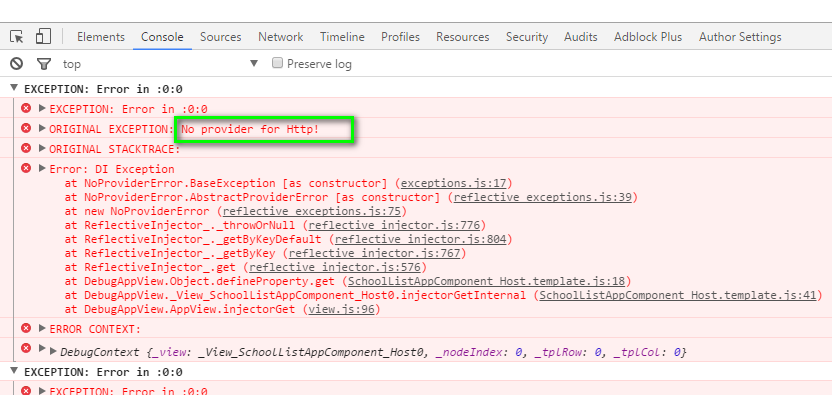 Elements Console Sources Network Timeline Profiles Resources Security Audits Adblock Plus Author Settings
top Preserve log
EXCEPTION: Error in :0:0
EXCEPTION: Error in :0:0
ORIGINAL EXCEPTION: No provider for Http!
ORIGINAL STACKTRACE:
Error: DI Exception
at NoProviderError.BaseException [as constructor] (exceptions.js:17)
at NoProviderError.AbstractProviderError [as constructor] (reflective_exceptions.js:39)
at new NoProviderError (reflective_exceptions.js:75)
at ReflectiveInjector_._throwOrNull (reflective_injector.js:776)
at ReflectiveInjector_._getByKeyDefault (reflective_injector.js:804)
at ReflectiveInjector_._getByKey (reflective_injector.js:767)
at ReflectiveInjector_.get (reflective_injector.js:576)
at DebugAppView.Object.defineProperty.get (SchoolListAppComponent_Host.template.js:18)
at DebugAppView._View_SchoolListAppComponent_Host0.injectorGetInternal (SchoolListAppComponent_Host.template.js:41)
at DebugAppView.AppView.injectorGet (view.js:96)
ERROR CONTEXT:
DebugContext {_view: _View_SchoolListAppComponent_Host0, _nodeIndex: 0, _tplRow: 0, _tplCol: 0}
EXCEPTION: Error in :0:0
EXCEPTION: Error in :0:0